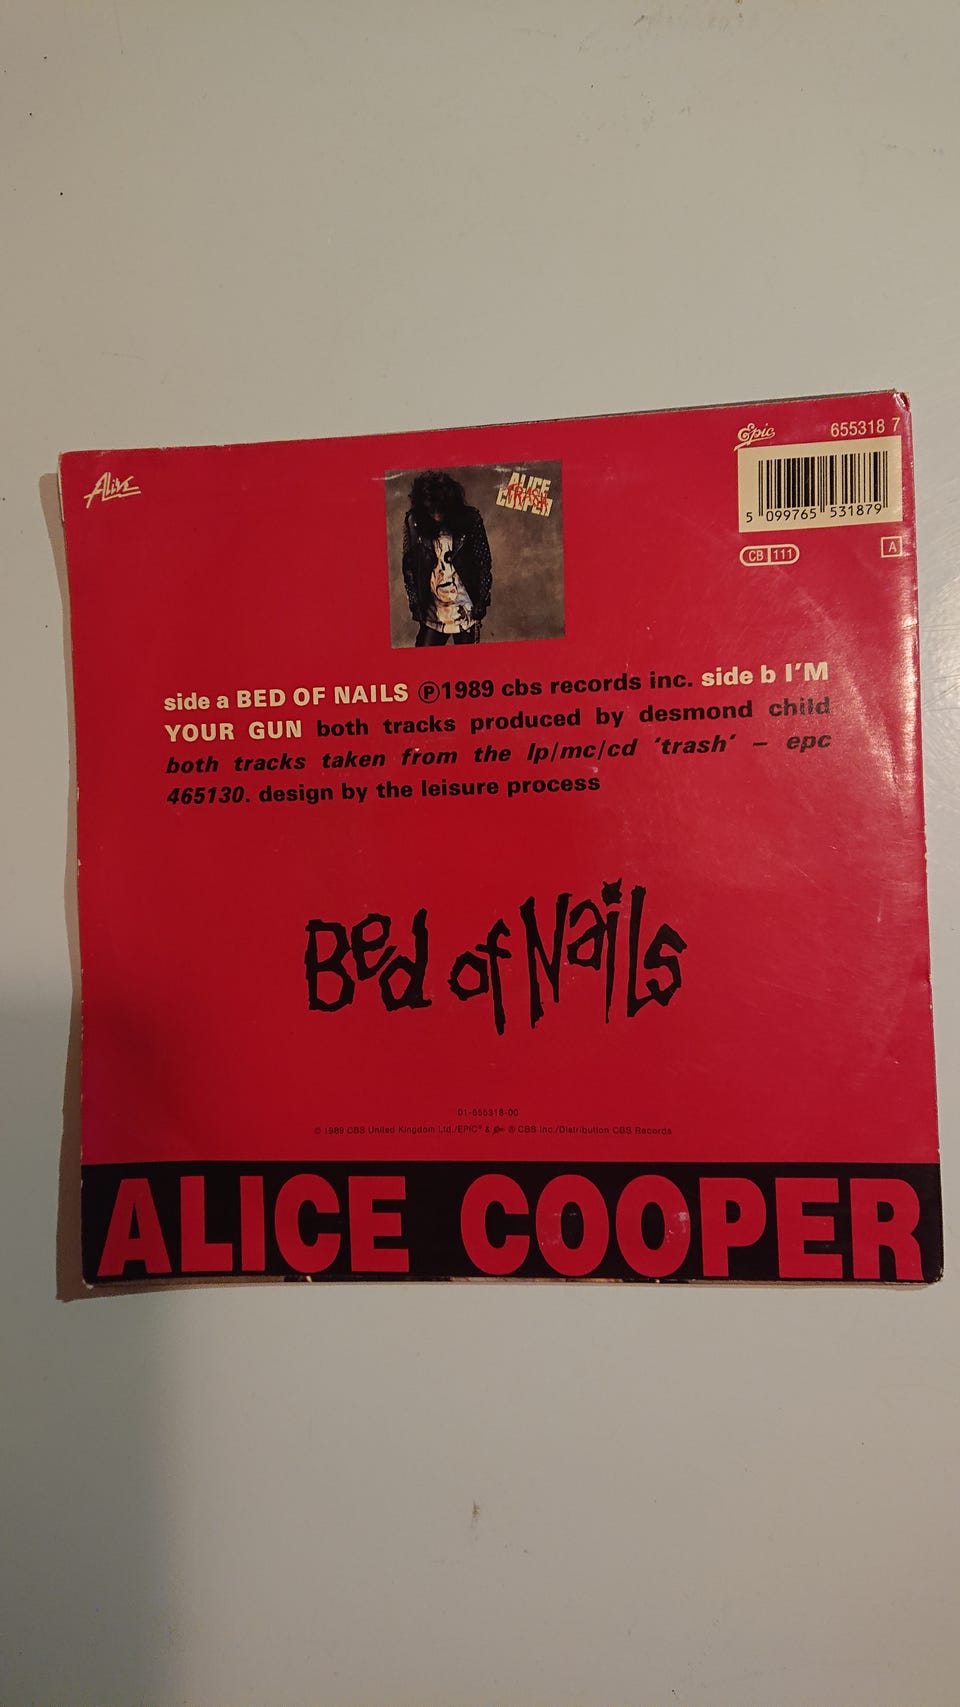 Alive
Epic
655318 7
5 099765 531879
CB 111
A
ALICE
TRASH
COOPER
side a BED OF NAILS Ⓟ1989 cbs records inc. side b I'M
YOUR GUN both tracks produced by desmond child
both tracks taken from the lp/mc/cd 'trash' – epc
465130. design by the leisure process
Bed of Nails
01-655318-00
© 1989 CBS United Kingdom Ltd./EPIC® & Epic ® CBS Inc./Distribution CBS Records
ALICE COOPER